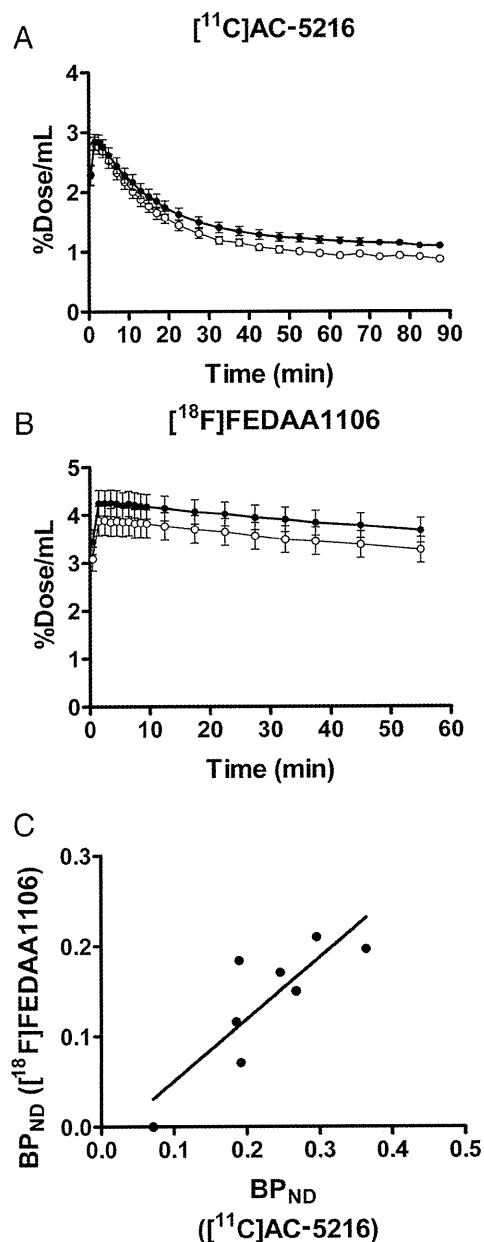 A
[¹¹C]AC-5216
4
3
2
1
0
%Dose/mL
0 10 20 30 40 50 60 70 80 90
Time (min)
B
[¹⁸F]FEDAA1106
5
4
3
2
1
0
%Dose/mL
0 10 20 30 40 50 60
Time (min)
C
0.3
0.2
0.1
0.0
BP_ND ([¹⁸F]FEDAA1106)
0.0 0.1 0.2 0.3 0.4 0.5
BP_ND
([¹¹C]AC-5216)